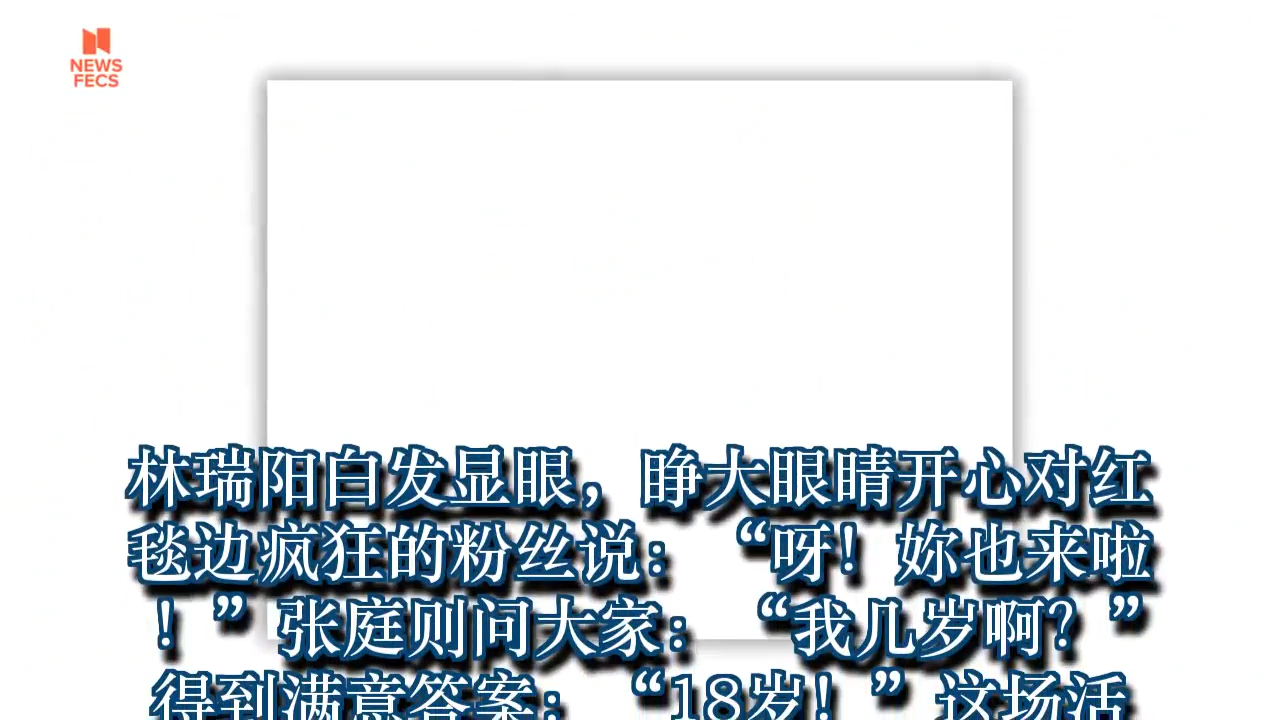 NEWS
FECS
林瑞阳白发显眼，睁大眼睛开心对红
毯边疯狂的粉丝说：“呀！妳也来啦
！”张庭则问大家：“我几岁啊？”
得到满意答案：“18岁！”这场活